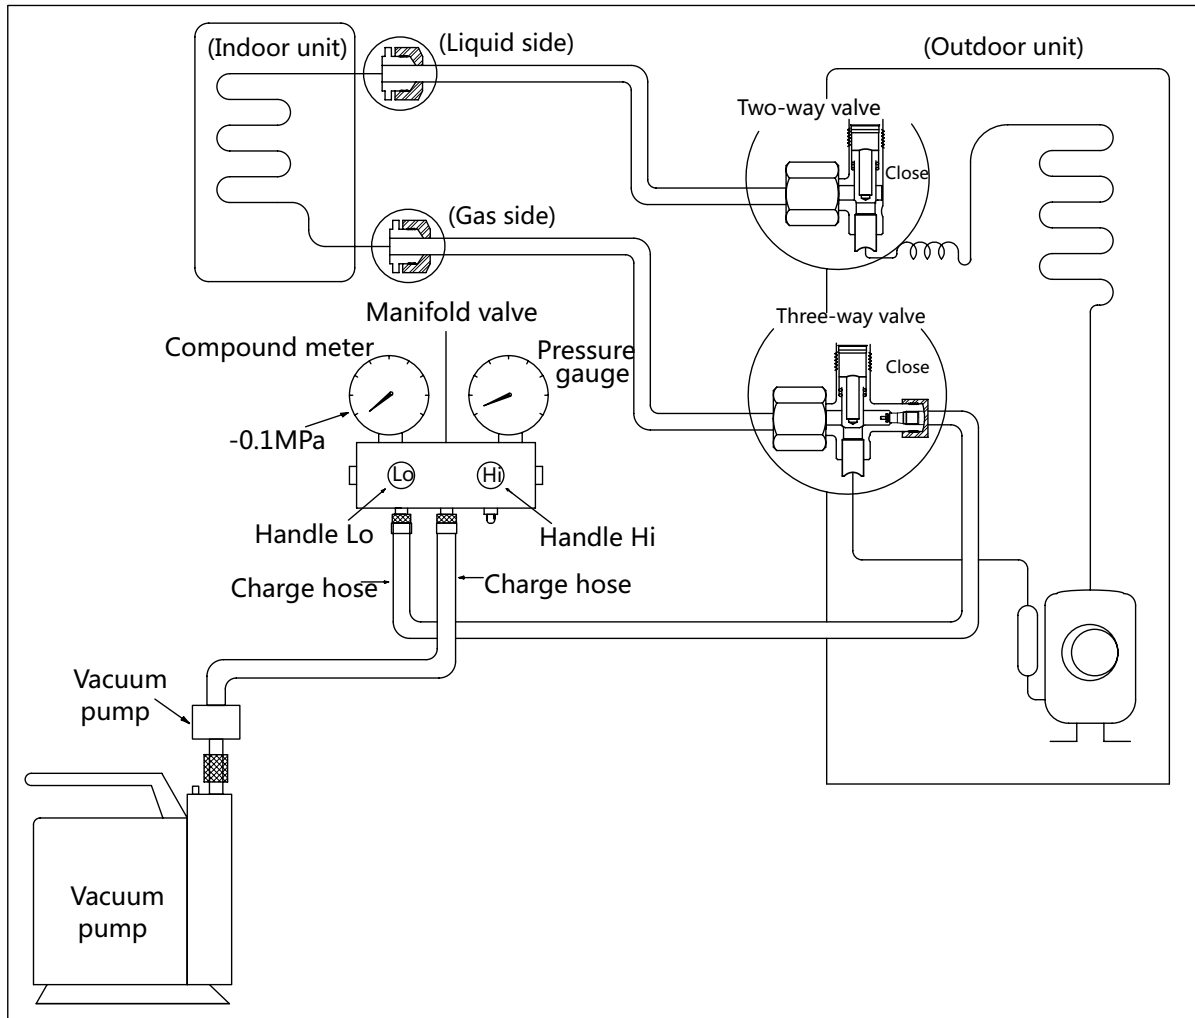 (Indoor unit)
(Liquid side)
(Outdoor unit)
Two-way valve
Close
(Gas side)
Manifold valve
Three-way valve
Compound meter
Pressure
gauge
Close
-0.1MPa
Lo
Hi
Handle Lo
Handle Hi
Charge hose
Charge hose
Vacuum
pump
Vacuum
pump